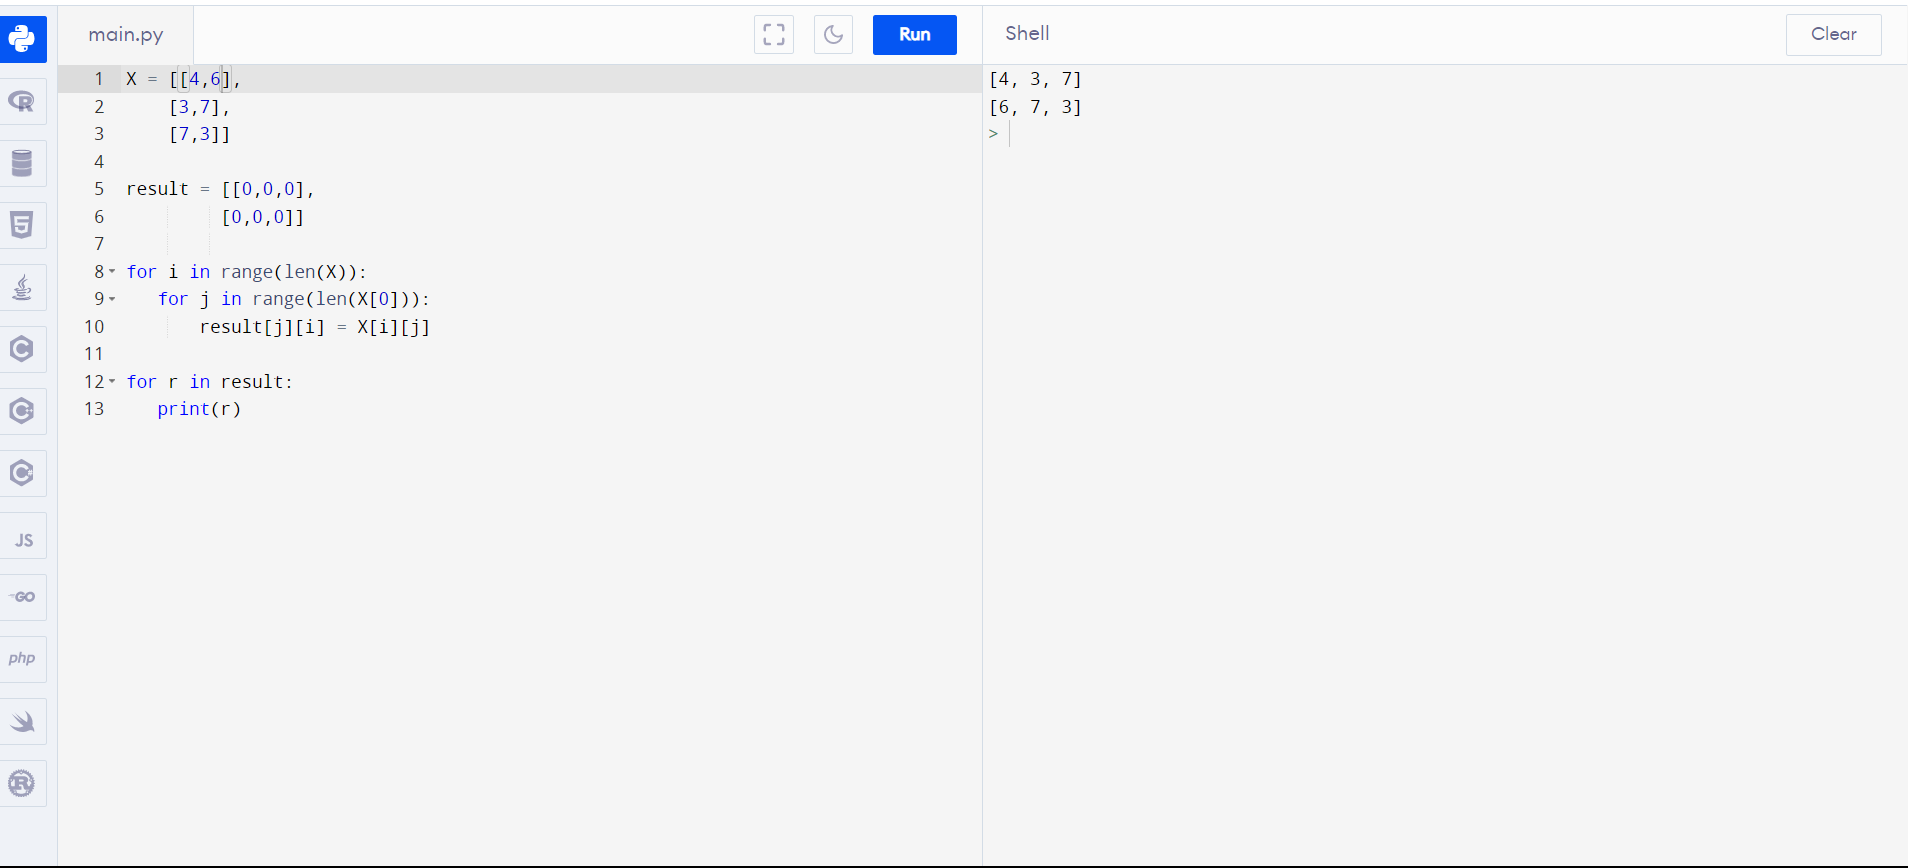 main.py
Run
Shell
Clear
1 X = [[4,6],
2     [3,7],
3     [7,3]]
4
5 result = [[0,0,0],
6          [0,0,0]]
7
8 for i in range(len(X)):
9    for j in range(len(X[0])):
10        result[j][i] = X[i][j]
11
12 for r in result:
13    print(r)
[4, 3, 7]
[6, 7, 3]
>
R
5
C
C
C
JS
GO
php
R